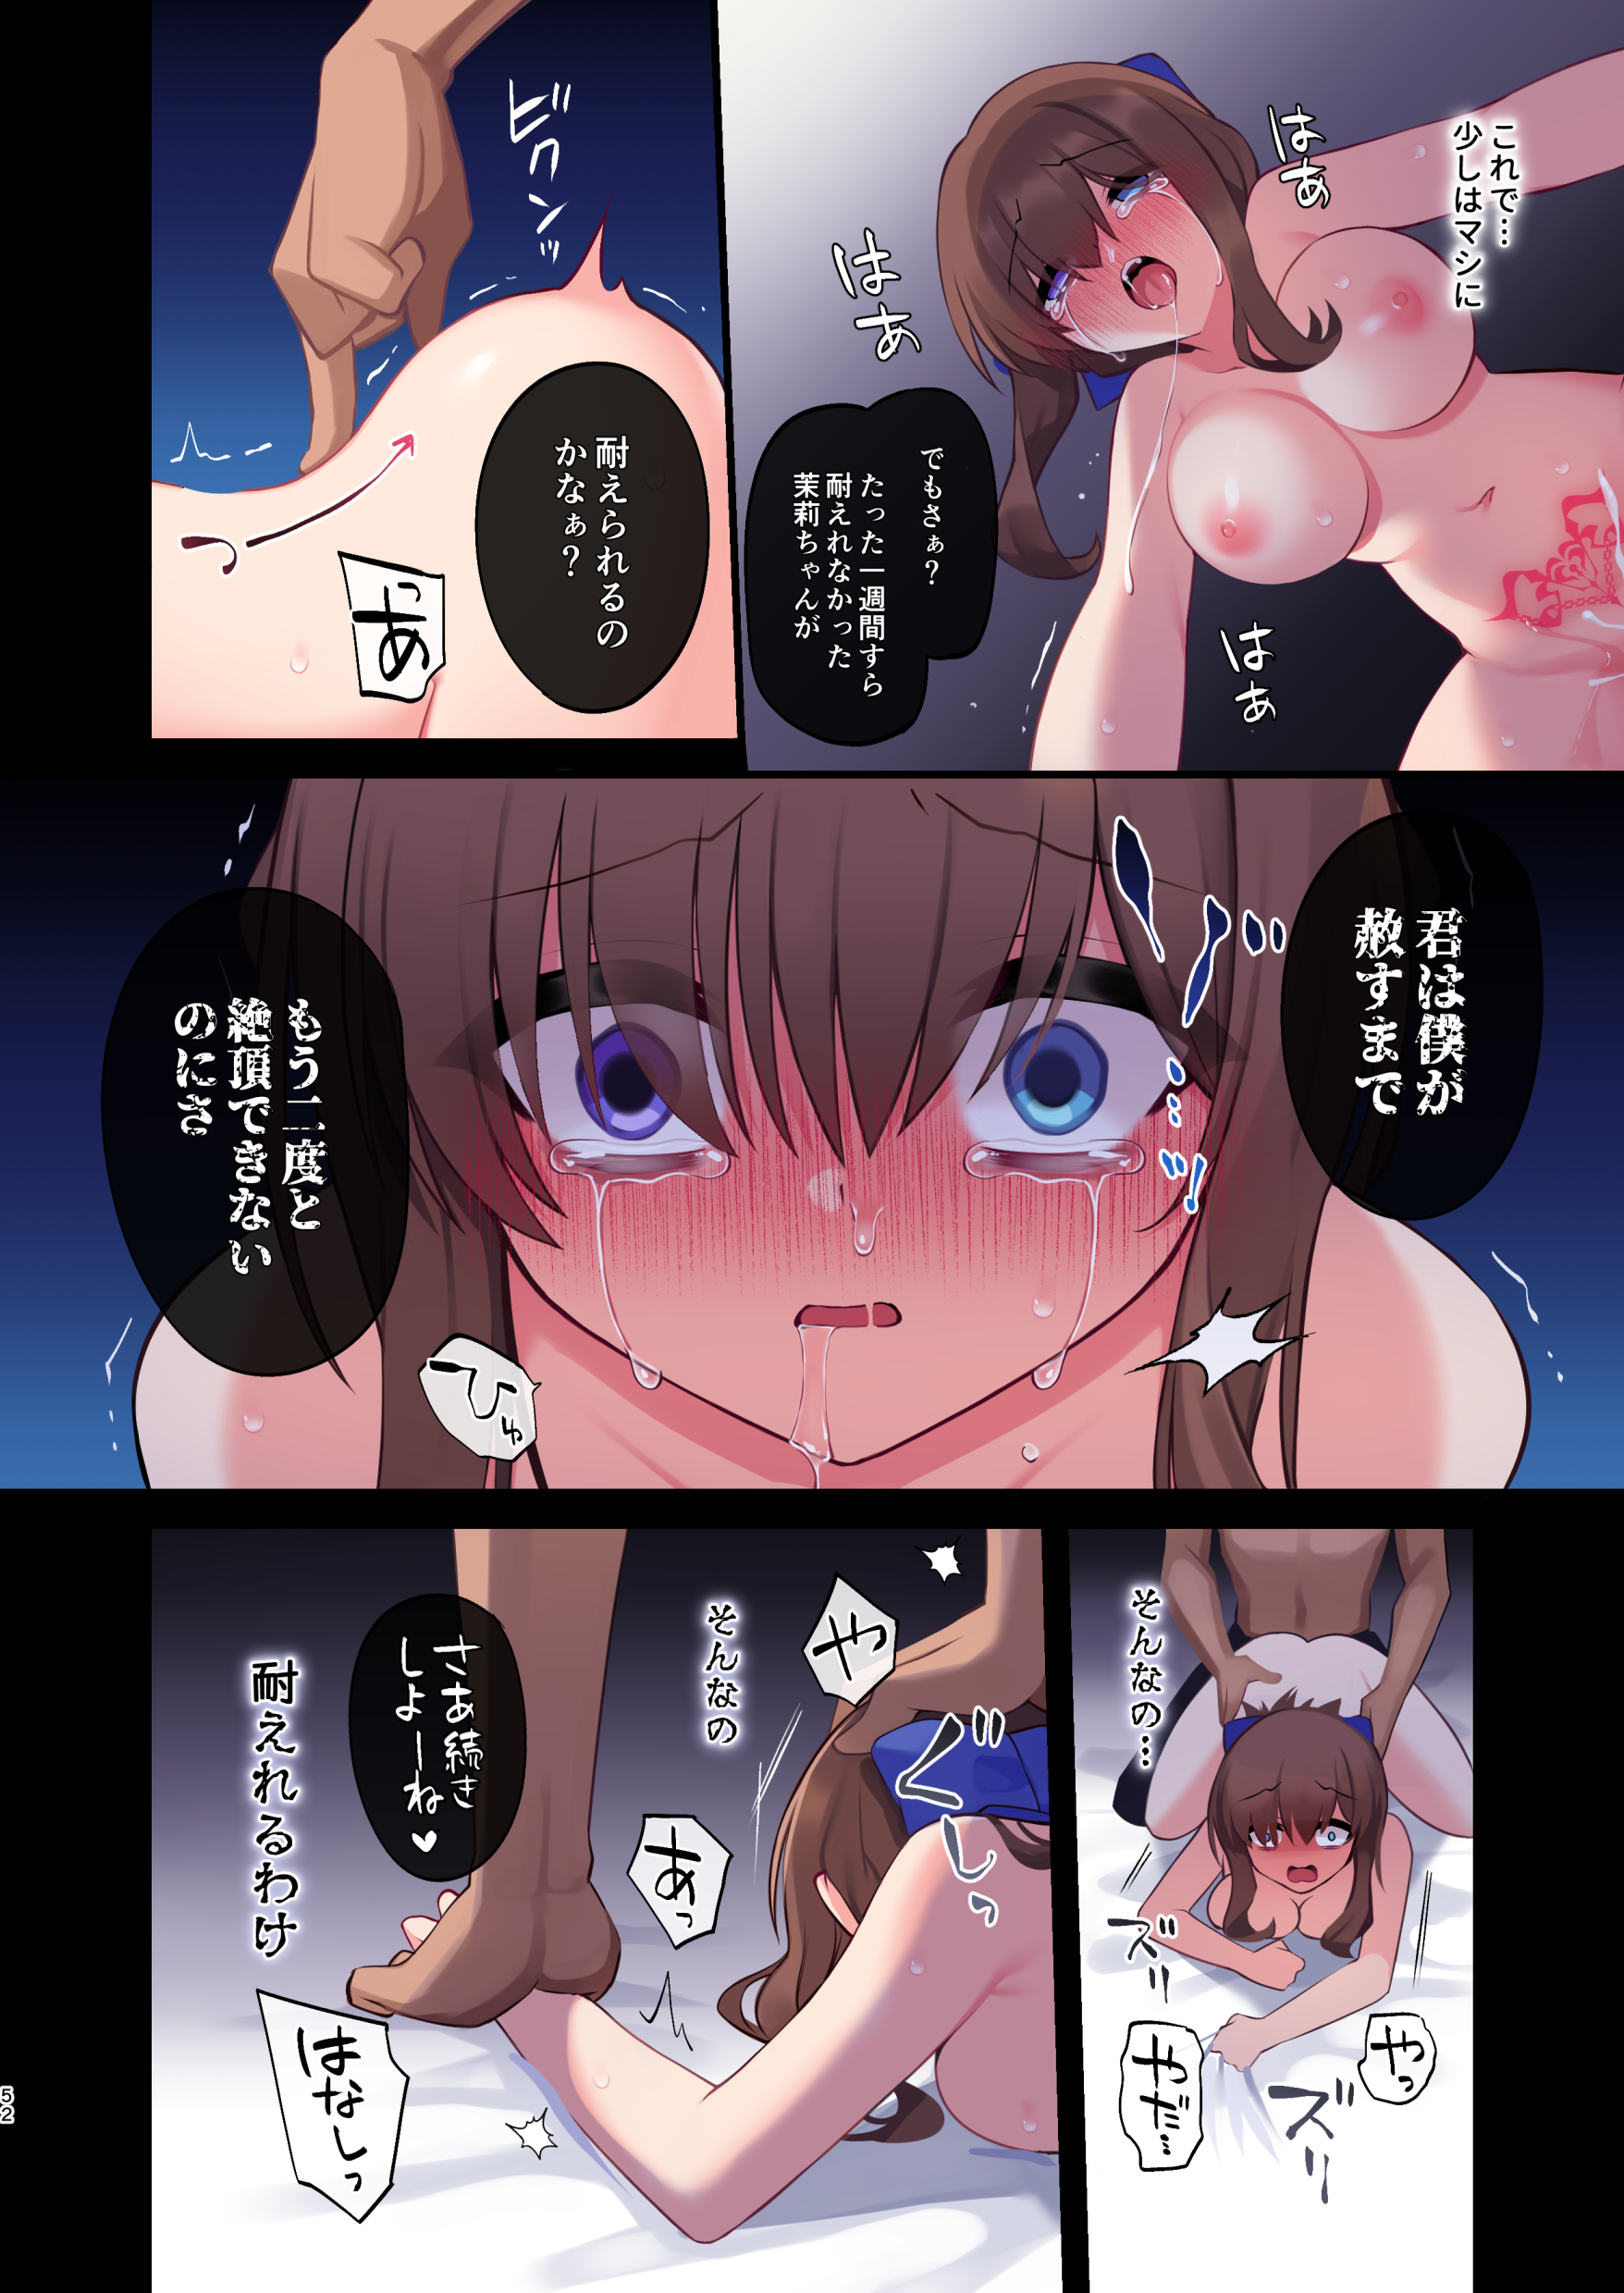 これで…
少しはマシに
はぁ
はぁ
はぁ
でもさぁ？
たった一週間すら
耐えれなかった
茉莉ちゃんが
ビクンッ
耐えられるの
かなぁ？
つー
あっ
君は僕が
赦すまで
もう二度と
絶頂できない
のにさ
ひゅー
そんなの…
やっ
やだ…
ズリ
ズリ
そんなの
や
ぐしっ
あっ
さあ続き
しよーね♡
耐えれるわけ
はなしっ
52